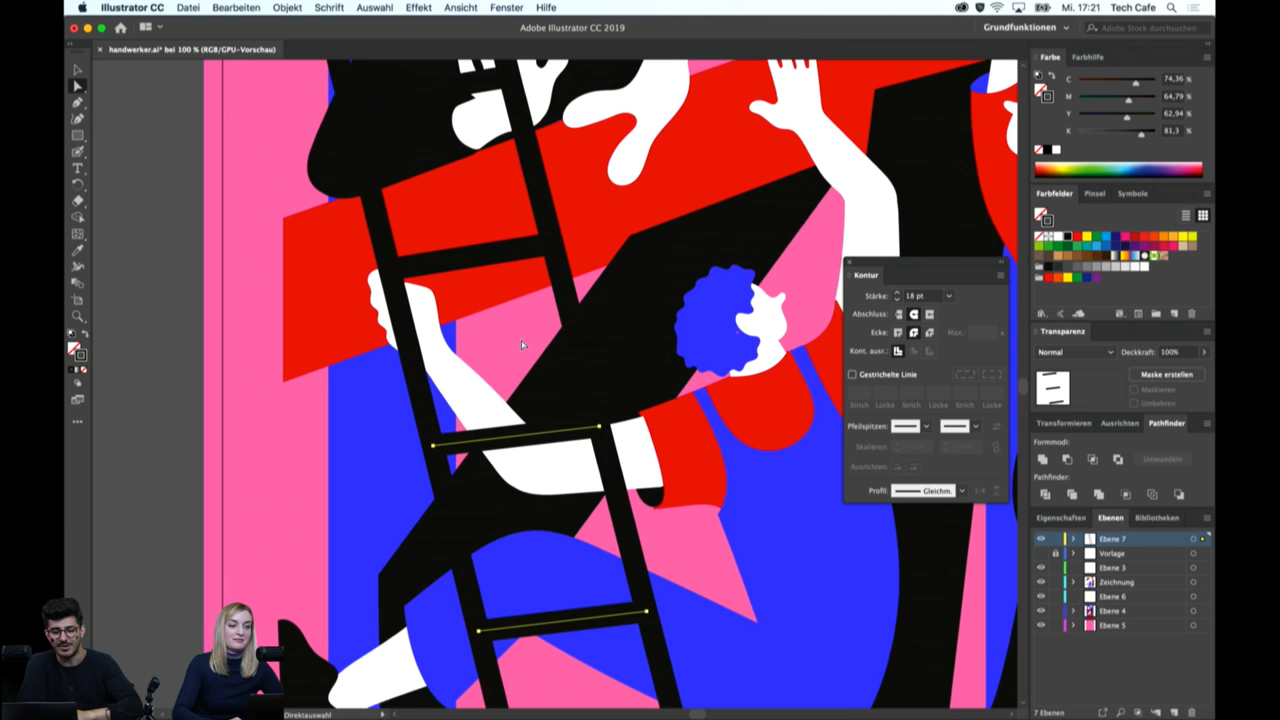 Illustrator CC Datei Bearbeiten Objekt Schrift Auswahl Effekt Ansicht Fenster Hilfe Mi. 17:21 Tech Cafe
Adobe Illustrator CC 2019 Grundfunktionen Adobe Stock durchsuchen
handwerker.ai* bei 100 % (RGB/GPU-Vorschau)
Farbe Farbhilfe
C 74,36 %
M 64,79 %
Y 62,94 %
K 81,3 %
Farbfelder Pinsel Symbole
Kontur
Stärke: 18 pt
Abschluss:
Ecke: Max.:
Kont. ausr.:
Gestrichelte Linie
Strich Lücke Strich Lücke Strich Lücke
Pfeilspitzen:
Skalieren:
Ausrichten:
Profil: Gleichm.
Transparenz
Normal Deckkraft: 100%
Maske erstellen
Maskieren
Umkehren
Transformieren Ausrichten Pathfinder
Formmodi:
Umwandeln
Pathfinder:
Eigenschaften Ebenen Bibliotheken
Ebene 7
Vorlage
Ebene 3
Zeichnung
Ebene 6
Ebene 4
Ebene 5
7 Ebenen
Direktauswahl